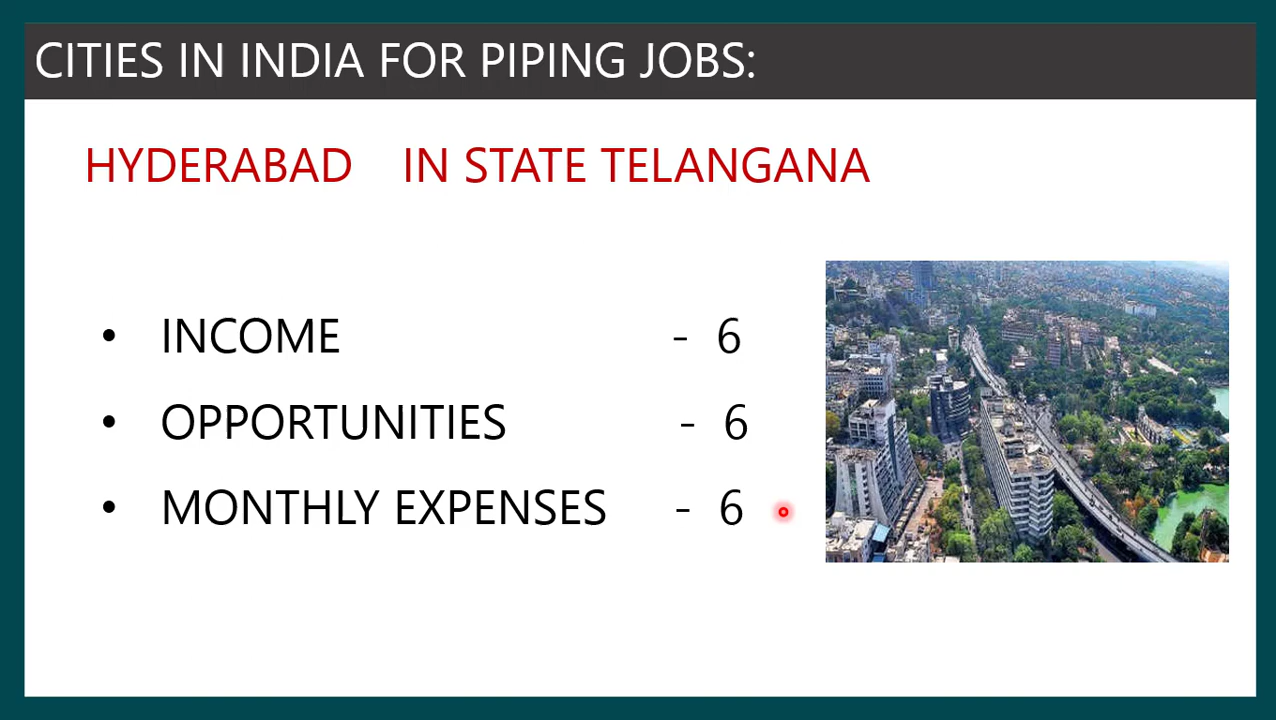 CITIES IN INDIA FOR PIPING JOBS:
HYDERABAD IN STATE TELANGANA
• INCOME - 6
• OPPORTUNITIES - 6
• MONTHLY EXPENSES - 6